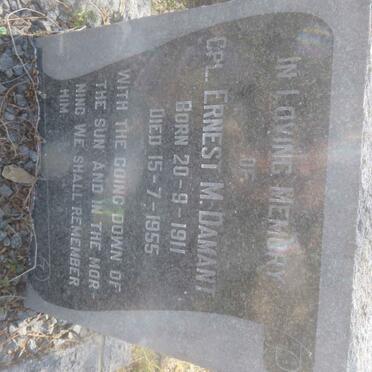 IN LOVING MEMORY
OF
CPL. ERNEST M. DAMANT
BORN 20-9-1911
DIED 15-7-1955
WITH THE GOING DOWN OF
THE SUN AND IN THE MOR-
NING WE SHALL REMEMBER
HIM